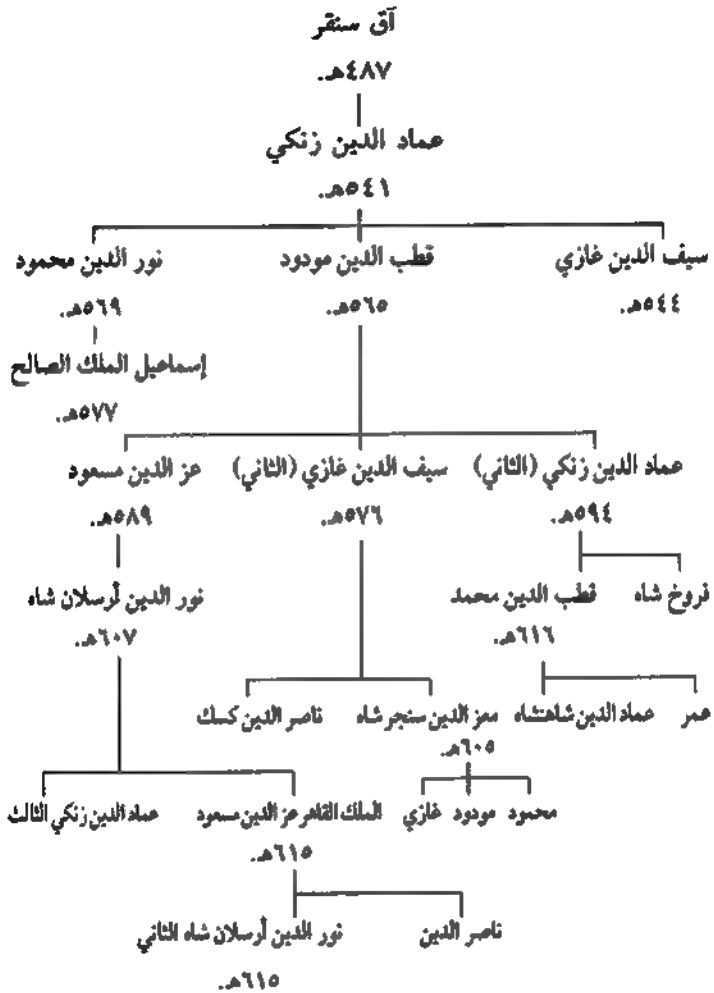 آق سنقر
٤٨٧هـ.
عماد الدين زنكي
٥٤١هـ.
سيف الدين غازي قطب الدين مودود نور الدين محمود
٥٤٤هـ. ٥٦٥هـ. ٥٦٩هـ.
إسماعيل الملك الصالح
٥٧٧هـ.
عماد الدين زنكي (الثاني) سيف الدين غازي (الثاني) عز الدين مسعود
٥٩٤هـ. ٥٧٦هـ. ٥٨٩هـ.
فروخ شاه قطب الدين محمد نور الدين أرسلان شاه
٦١٦هـ. ٦٠٧هـ.
عمر عماد الدين شاهنشاه معز الدين سنجر شاه ناصر الدين كسك
٦٠٥هـ.
محمود مودود غازي الملك القاهر عز الدين مسعود عماد الدين زنكي الثالث
٦١٥هـ.
ناصر الدين نور الدين أرسلان شاه الثاني
٦١٥هـ.